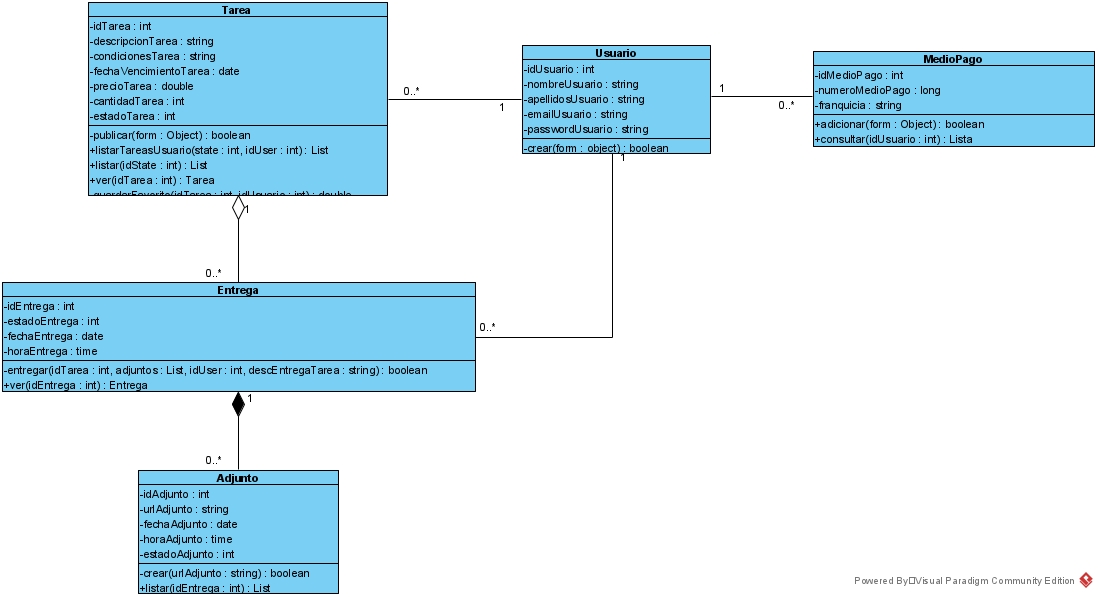 Tarea
-idTarea : int
-descripcionTarea : string
-condicionesTarea : string
-fechaVencimientoTarea : date
-precioTarea : double
-cantidadTarea : int
-estadoTarea : int
-publicar(form : Object) : boolean
+listarTareasUsuario(state : int, idUser : int) : List
+listar(idState : int) : List
+ver(idTarea : int) : Tarea
-guardarFavorito(idTarea : int, idUsuario : int) : double
0..*
1
Usuario
-idUsuario : int
-nombreUsuario : string
-apellidosUsuario : string
-emailUsuario : string
-passwordUsuario : string
-crear(form : object) : boolean
1
1
0..*
MedioPago
-idMedioPago : int
-numeroMedioPago : long
-franquicia : string
+adicionar(form : Object) : boolean
+consultar(idUsuario : int) : Lista
1
0..*
Entrega
-idEntrega : int
-estadoEntrega : int
-fechaEntrega : date
-horaEntrega : time
-entregar(idTarea : int, adjuntos : List, idUser : int, descEntregaTarea : string) : boolean
+ver(idEntrega : int) : Entrega
0..*
1
0..*
Adjunto
-idAdjunto : int
-urlAdjunto : string
-fechaAdjunto : date
-horaAdjunto : time
-estadoAdjunto : int
-crear(urlAdjunto : string) : boolean
+listar(idEntrega : int) : List
Powered By Visual Paradigm Community Edition